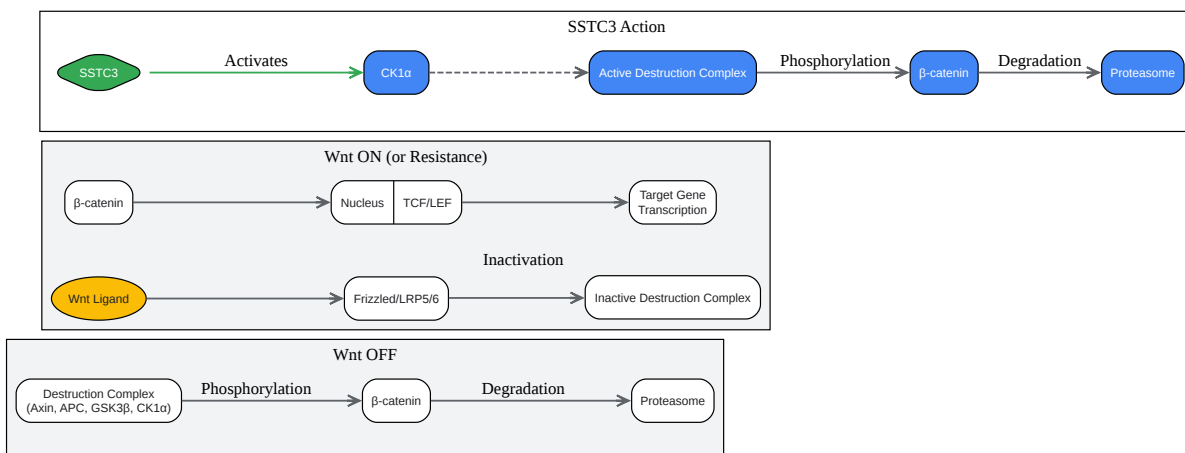 SSTC3 Action
SSTC3
Activates
CK1α
Active Destruction Complex
Phosphorylation
β-catenin
Degradation
Proteasome
Wnt ON (or Resistance)
β-catenin
Nucleus
TCF/LEF
Target Gene
Transcription
Wnt Ligand
Frizzled/LRP5/6
Inactivation
Inactive Destruction Complex
Wnt OFF
Destruction Complex
(Axin, APC, GSK3β, CK1α)
Phosphorylation
β-catenin
Degradation
Proteasome